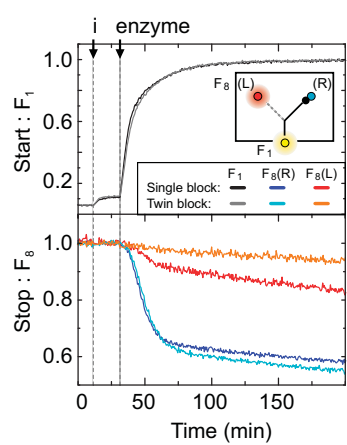 i enzyme
Start : F1
1.0
0.6
0.2
F8 (L) (R)
F1
F1 F8(R) F8(L)
Single block:
Twin block:
Stop : F8
1.0
0.8
0.6
0 50 100 150
Time (min)